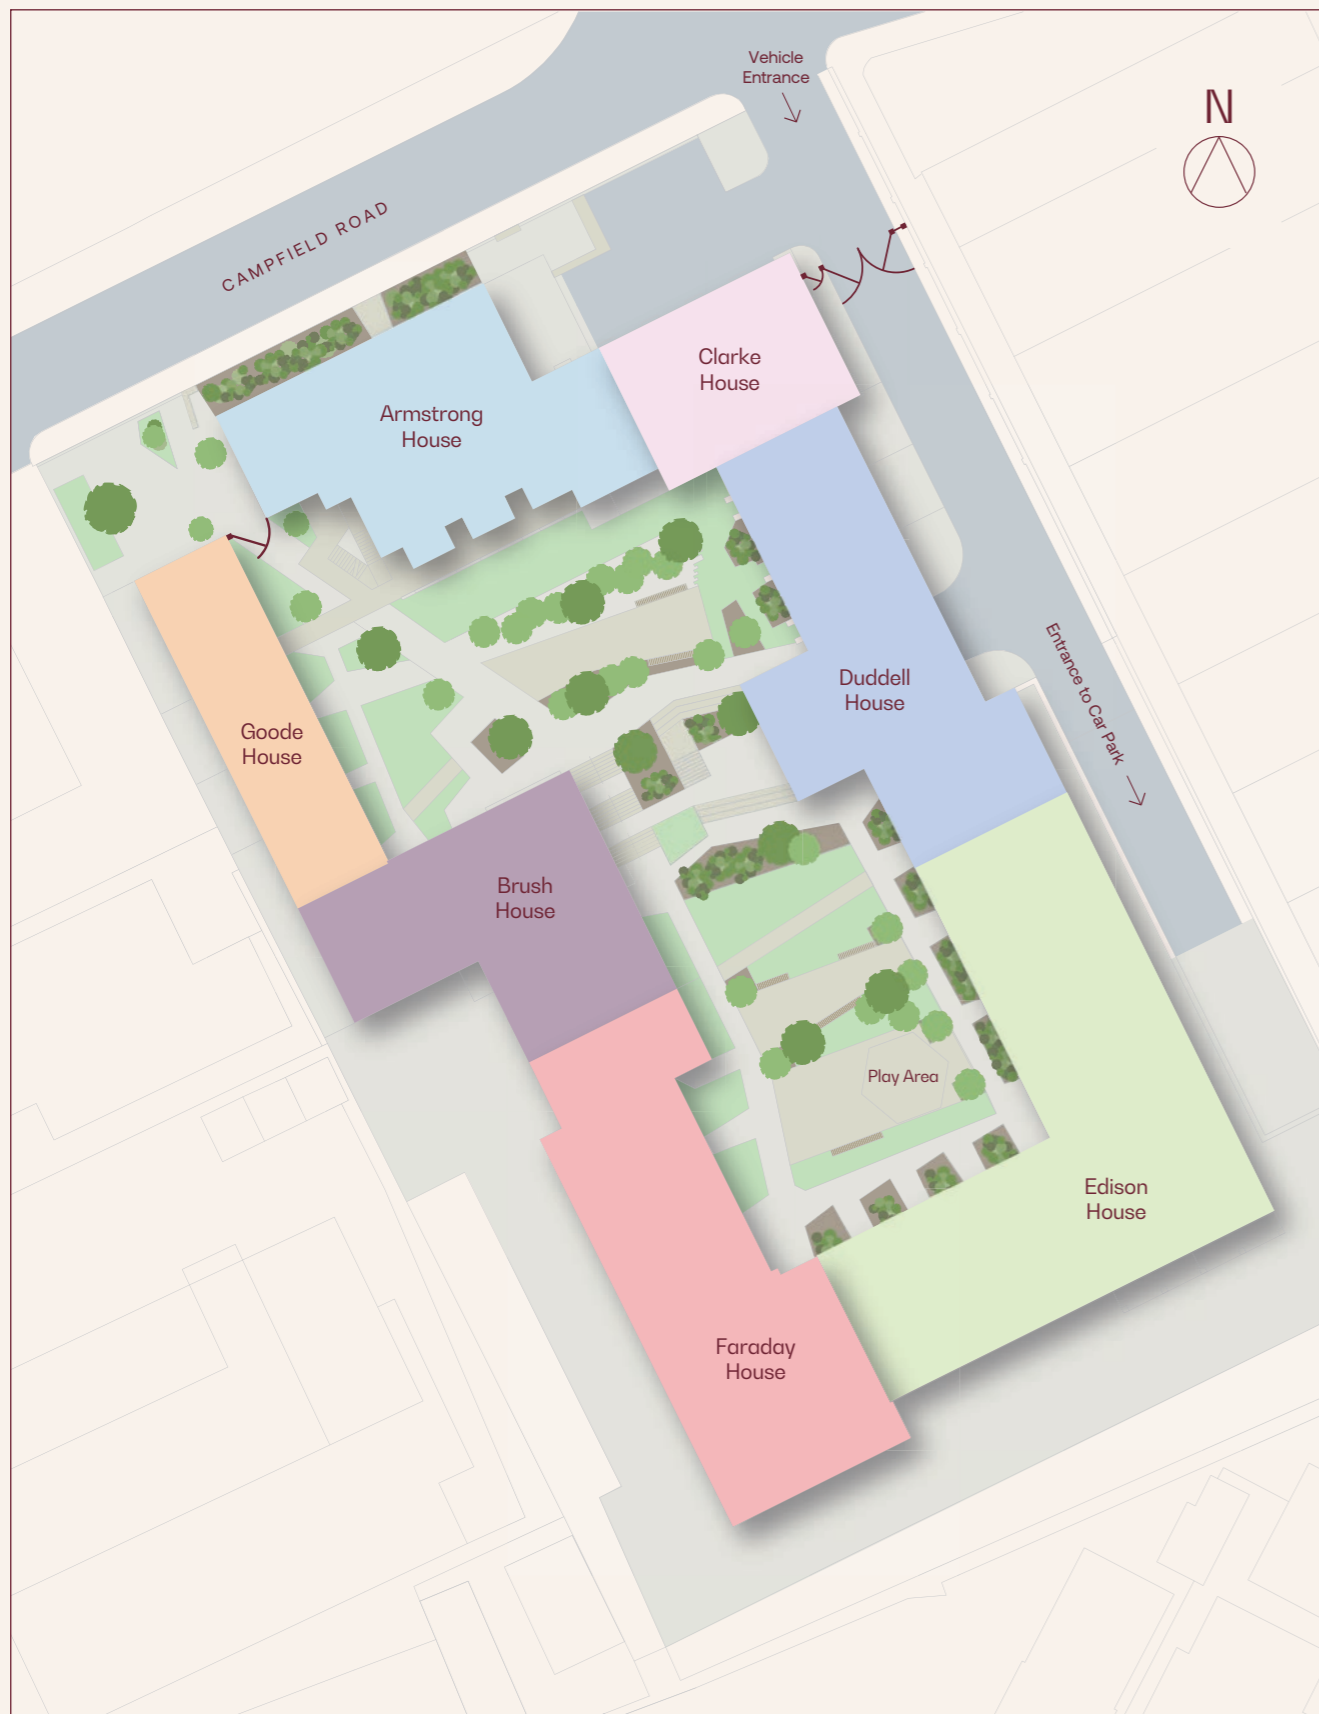 Vehicle
Entrance
N
CAMPFIELD ROAD
Clarke
House
Armstrong
House
Duddell
House
Entrance to Car Park
Goode
House
Brush
House
Play Area
Edison
House
Faraday
House